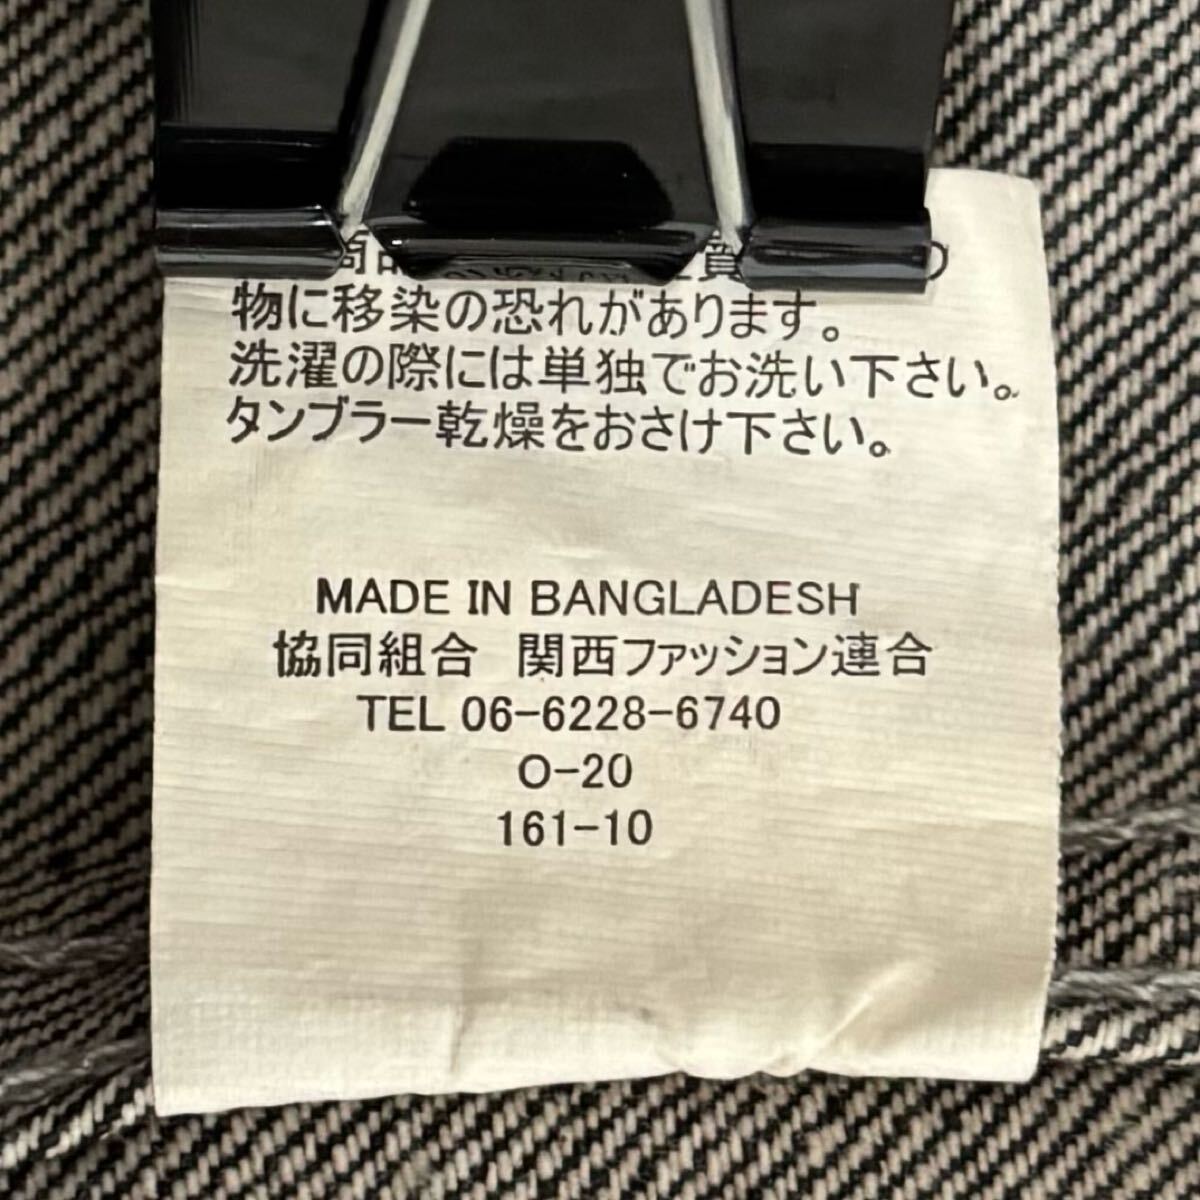 商品
物に移染の恐れがあります。
洗濯の際には単独でお洗い下さい。
タンブラー乾燥をおさけ下さい。
MADE IN BANGLADESH
協同組合 関西ファッション連合
TEL 06-6228-6740
O-20
161-10